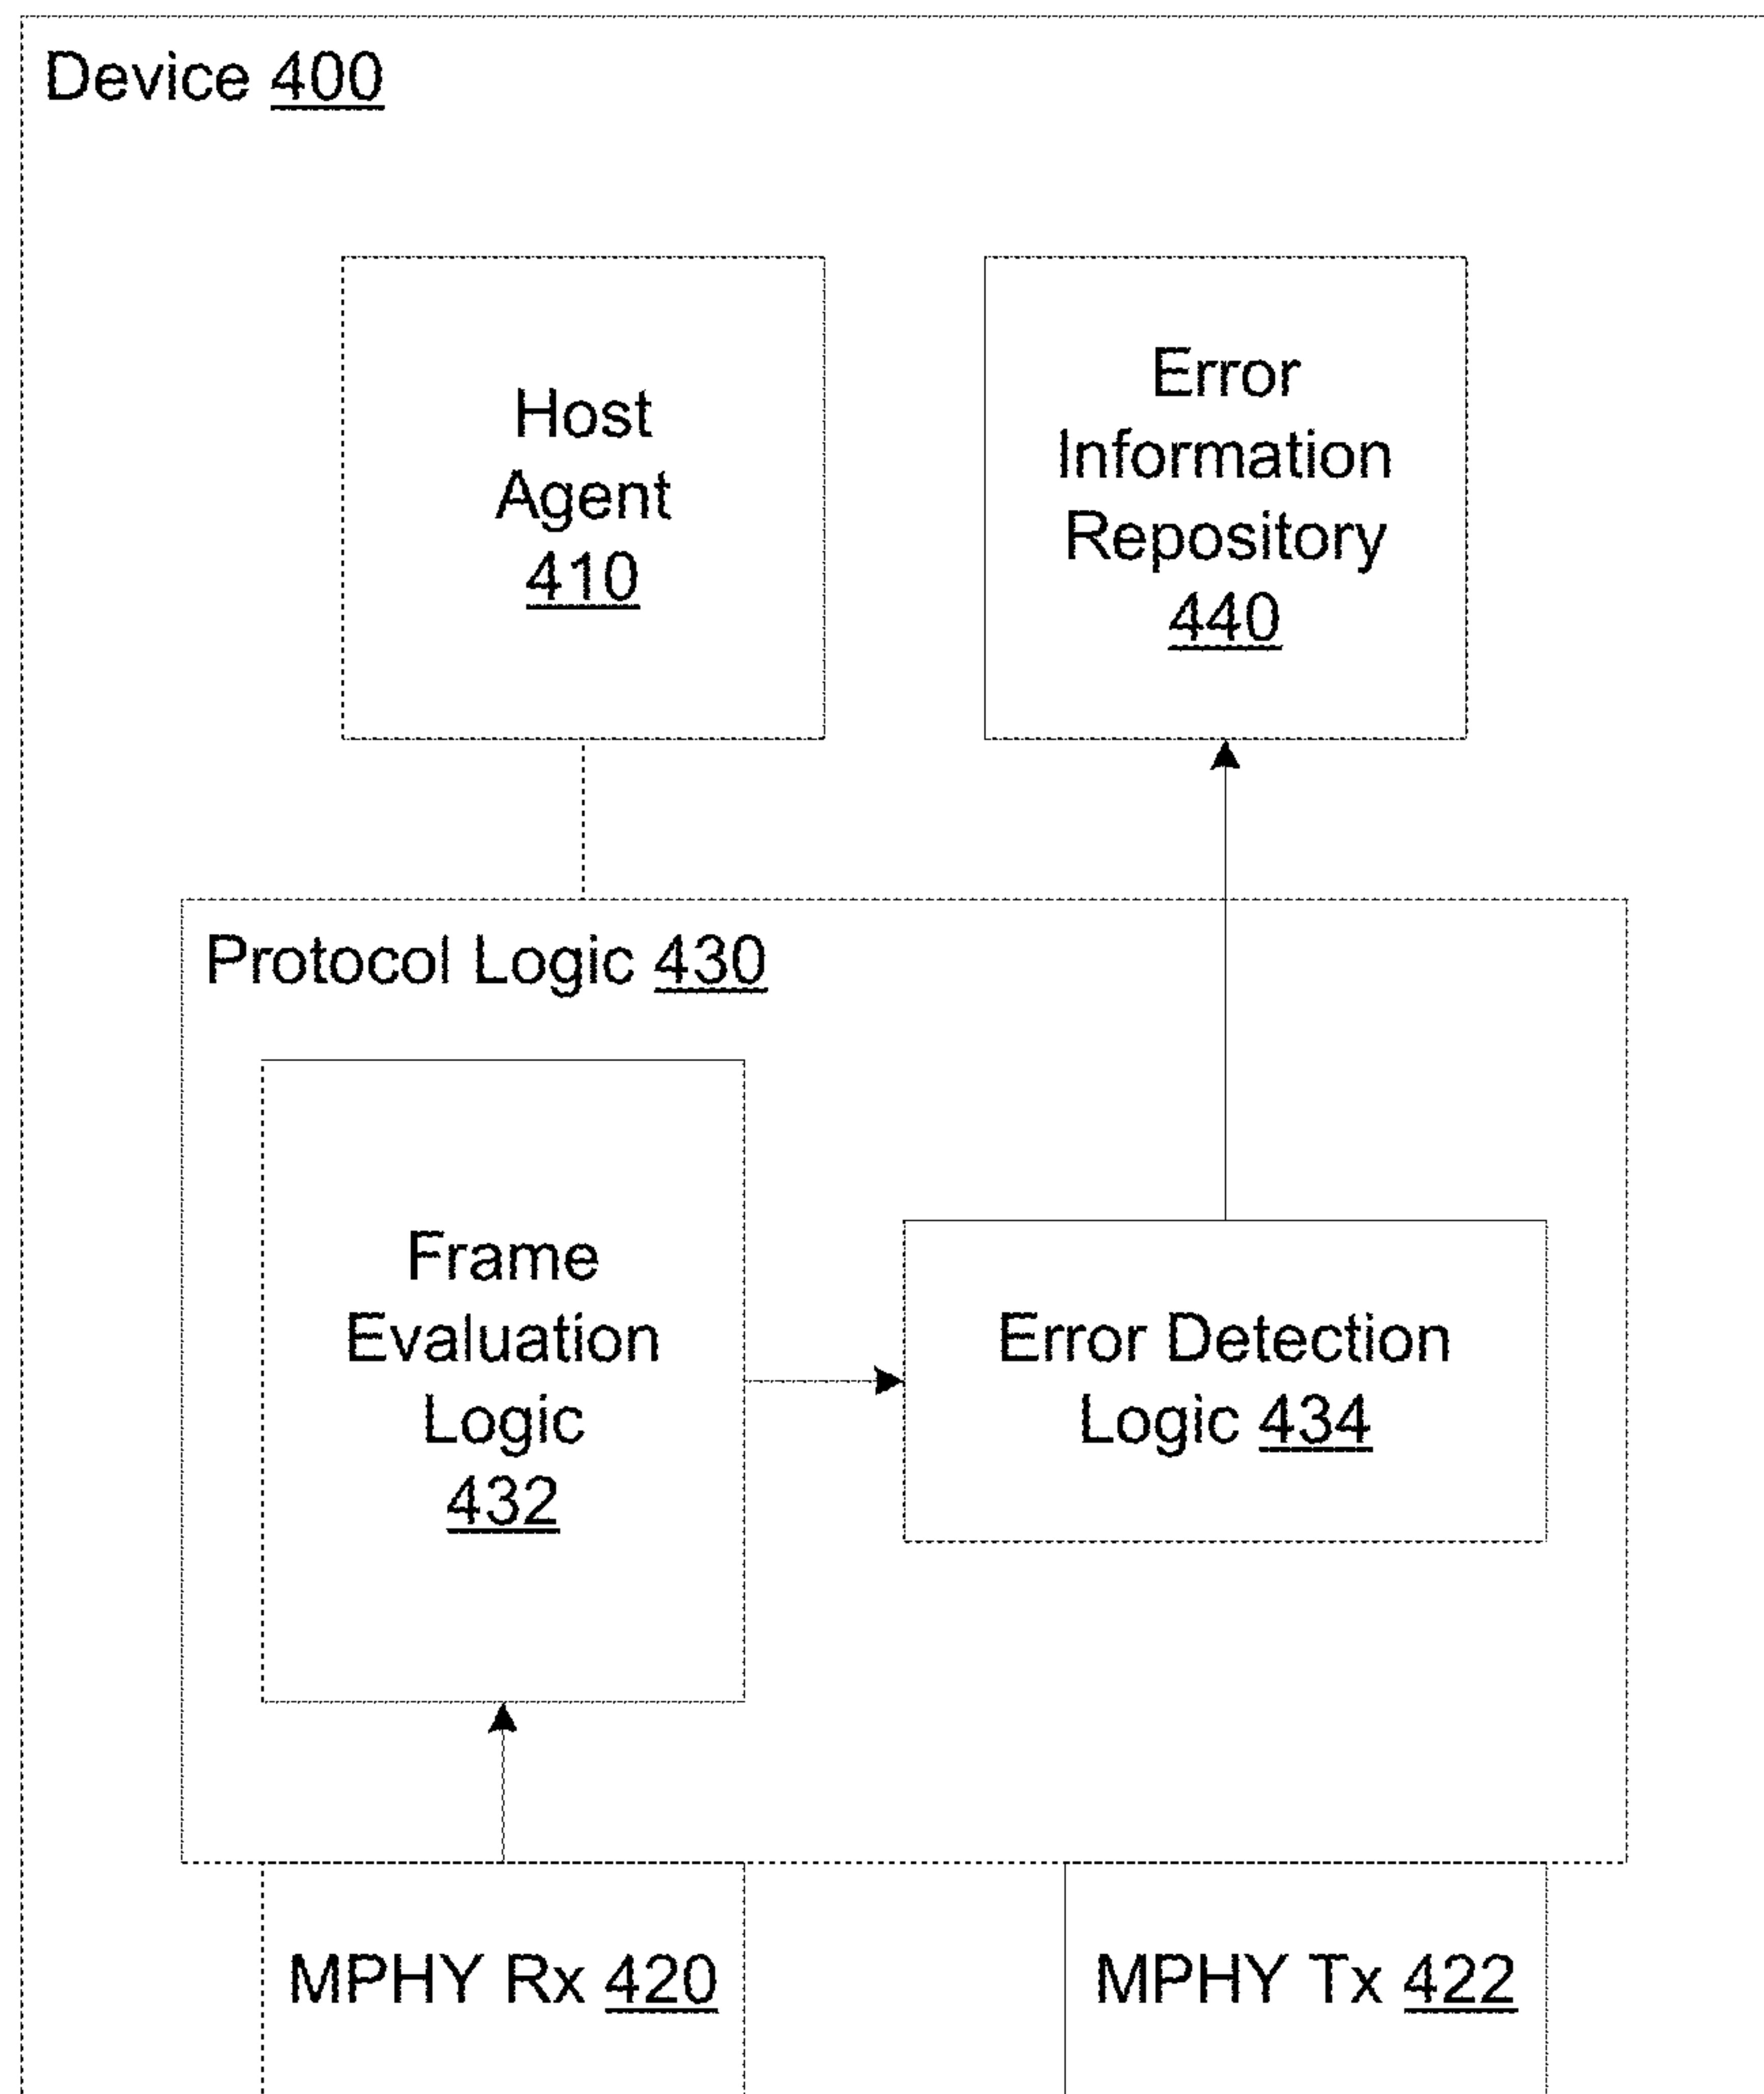 Device 400
Host
Agent
410
Error
Information
Repository
440
Protocol Logic 430
Frame
Evaluation
Logic
432
Error Detection
Logic 434
MPHY Rx 420
MPHY Tx 422